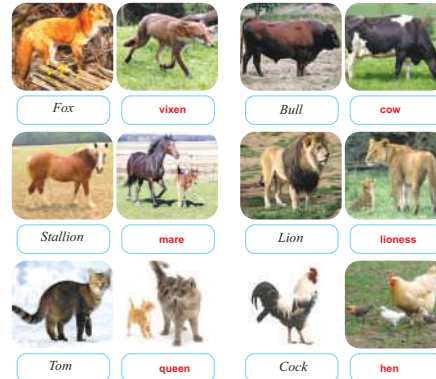 Fox vixen Bull cow
Stallion mare Lion lioness
Tom queen Cock hen